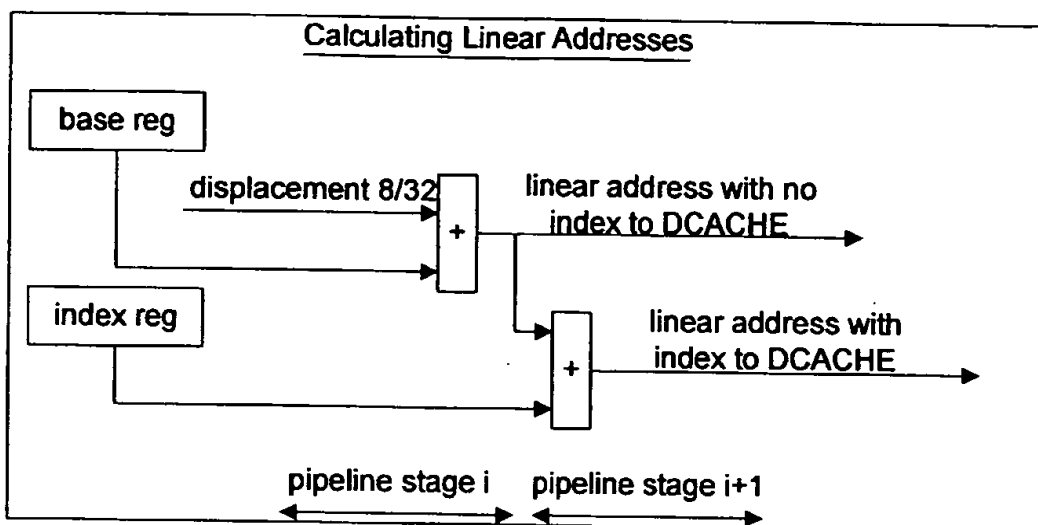 Calculating Linear Addresses
base reg
displacement 8/32
+
linear address with no
index to DCACHE
index reg
+
linear address with
index to DCACHE
pipeline stage i
pipeline stage i+1